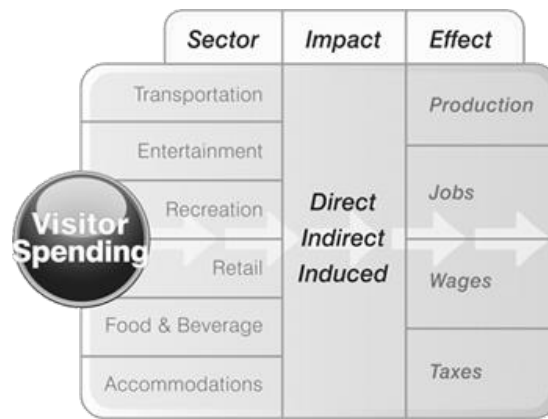 Sector Impact Effect
Transportation
Production
Entertainment
Jobs
Recreation
Direct
Visitor
Indirect
Spending
Retail
Induced
Wages
Food & Beverage
Taxes
Accommodations